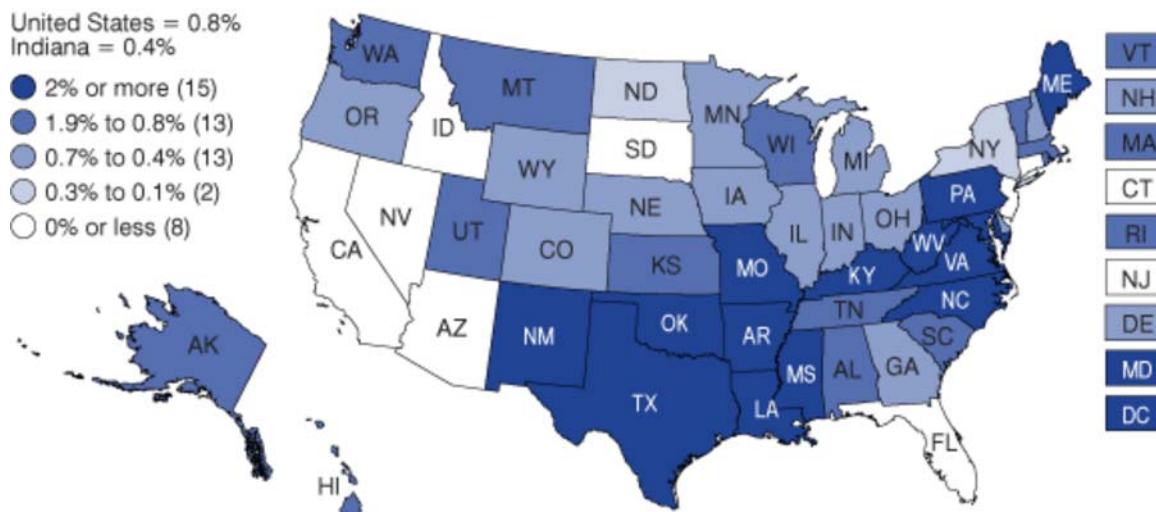 United States = 0.8%
Indiana = 0.4%
2% or more (15)
1.9% to 0.8% (13)
0.7% to 0.4% (13)
0.3% to 0.1% (2)
0% or less (8)
WA
MT
ND
MN
ME
OR
ID
SD
WI
MI
NY
WY
IA
PA
NV
NE
IL
IN
OH
CA
UT
CO
KS
MO
WV
VA
KY
AZ
NM
OK
AR
TN
NC
SC
MS
AL
GA
TX
LA
FL
AK
HI
VT
NH
MA
CT
RI
NJ
DE
MD
DC